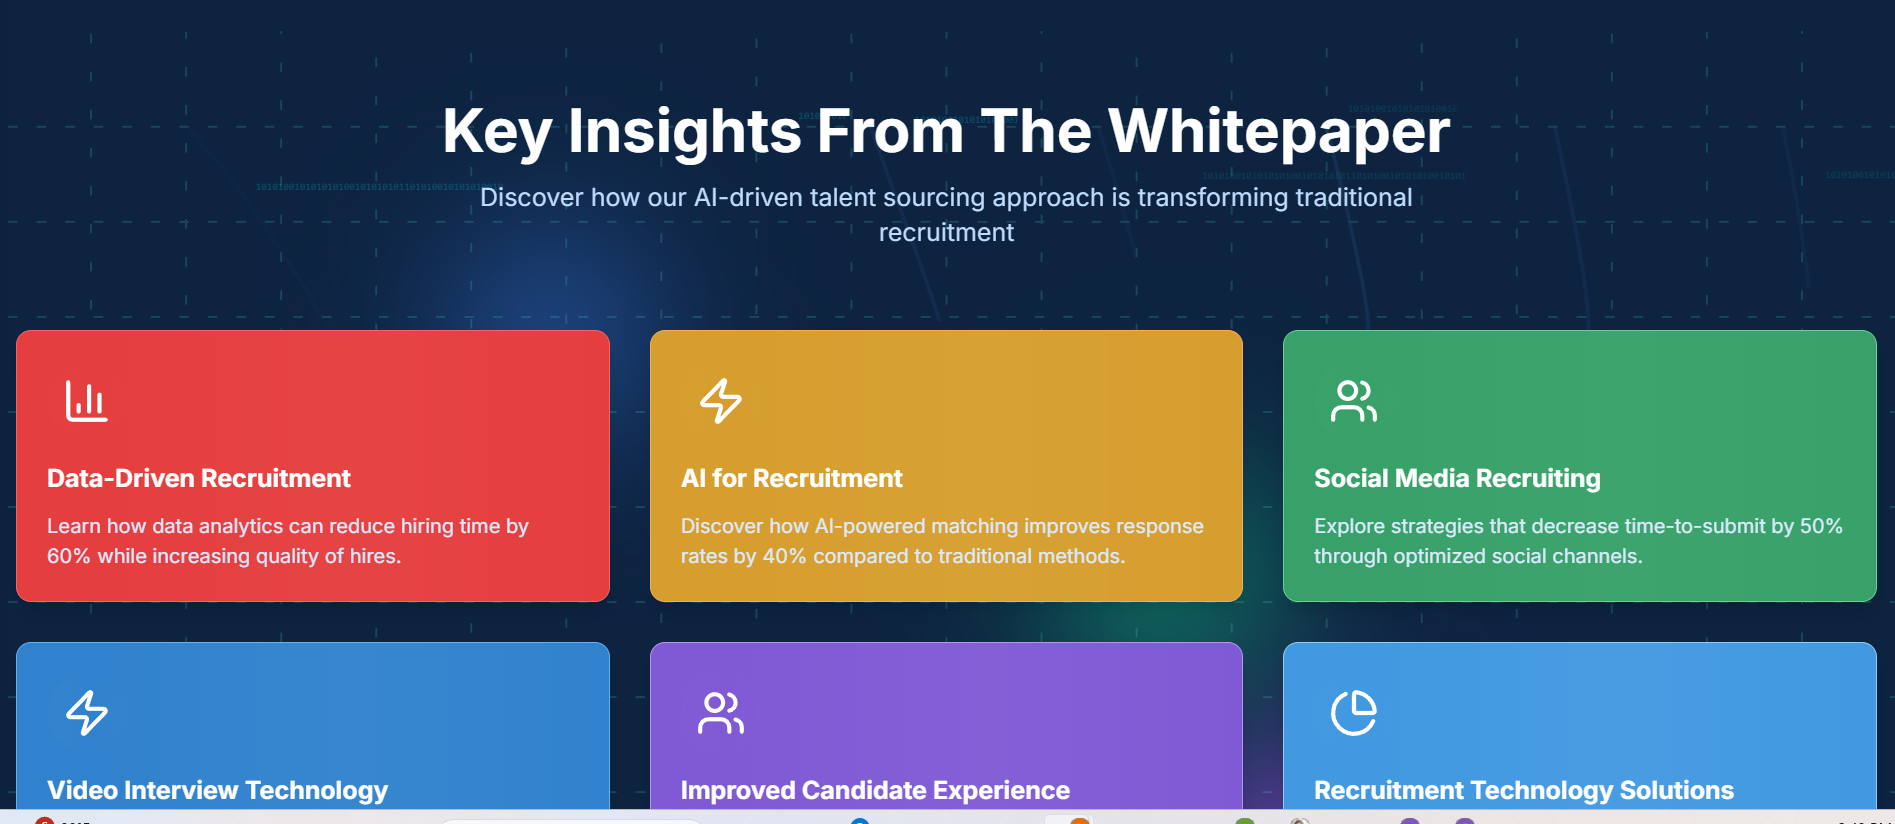 Key Insights From The Whitepaper
Discover how our AI-driven talent sourcing approach is transforming traditional
recruitment
Data-Driven Recruitment
Learn how data analytics can reduce hiring time by
60% while increasing quality of hires.
AI for Recruitment
Discover how AI-powered matching improves response
rates by 40% compared to traditional methods.
Social Media Recruiting
Explore strategies that decrease time-to-submit by 50%
through optimized social channels.
Video Interview Technology
Improved Candidate Experience
Recruitment Technology Solutions